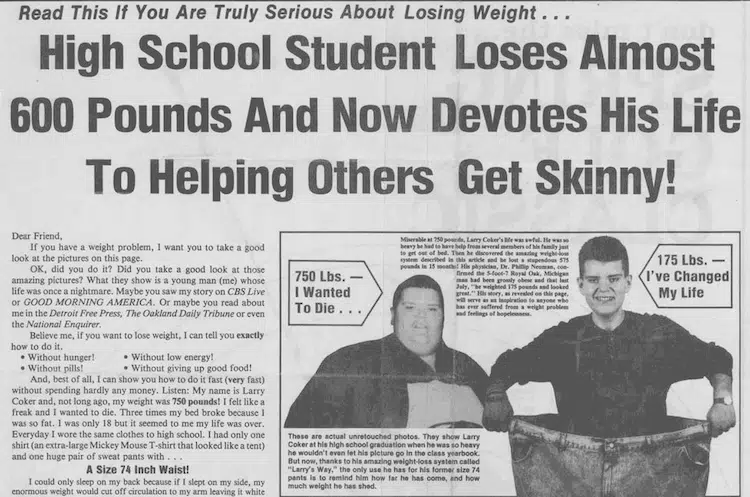 Read This If You Are Truly Serious About Losing Weight . . .
High School Student Loses Almost
600 Pounds And Now Devotes His Life
To Helping Others Get Skinny!
Dear Friend,
If you have a weight problem, I want you to take a good
look at the pictures on this page.
OK, did you do it? Did you take a good look at those
amazing pictures? What they show is a young man (me) whose
life was once a nightmare. Maybe you saw my story on CBS Live
or GOOD MORNING AMERICA. Or maybe you read about
me in the Detroit Free Press, The Oakland Daily Tribune or even
the National Enquirer.
Believe me, if you want to lose weight, I can tell you exactly
how to do it.
• Without hunger! • Without low energy!
• Without pills! • Without giving up good food!
And, best of all, I can show you how to do it fast (very fast)
without spending hardly any money. Listen: My name is Larry
Coker and, not long ago, my weight was 750 pounds! I felt like a
freak and I wanted to die. Three times my bed broke because I
was so fat. I was only 18 but it seemed to me my life was over.
Everyday I wore the same clothes to high school. I had only one
shirt (an extra-large Mickey Mouse T-shirt that looked like a tent)
and one huge pair of sweat pants with . . .
A Size 74 Inch Waist!
I could only sleep on my back because if I slept on my side, my
enormous weight would cut off circulation to my arm leaving it white
750 Lbs. —
I Wanted
To Die . . .
Miserable at 750 pounds, Larry Coker's life was awful. He was so
heavy he had to have help from several members of his family just
to get out of bed. Then he discovered the amazing weight-loss
system described in this article and he lost a stupendous 575
pounds in 15 months! His physician, Dr. Phillip Neuman, con-
firmed the 5-foot-7 Royal Oak, Michigan
man had been grossly obese and that last
July, "he weighted 175 pounds and looked
great." His story, as revealed on this page,
will serve as an inspiration to anyone who
has ever suffered from a weight problem
and feelings of hopelessness.
175 Lbs. —
I've Changed
My Life
These are actual unretouched photos. They show Larry
Coker at his high school graduation when he was so heavy
he wouldn't even let his picture go in the class yearbook.
But now, thanks to his amazing weight-loss system called
"Larry's Way," the only use he has for his former size 74
pants is to remind him how far he has come, and how
much weight he has shed.